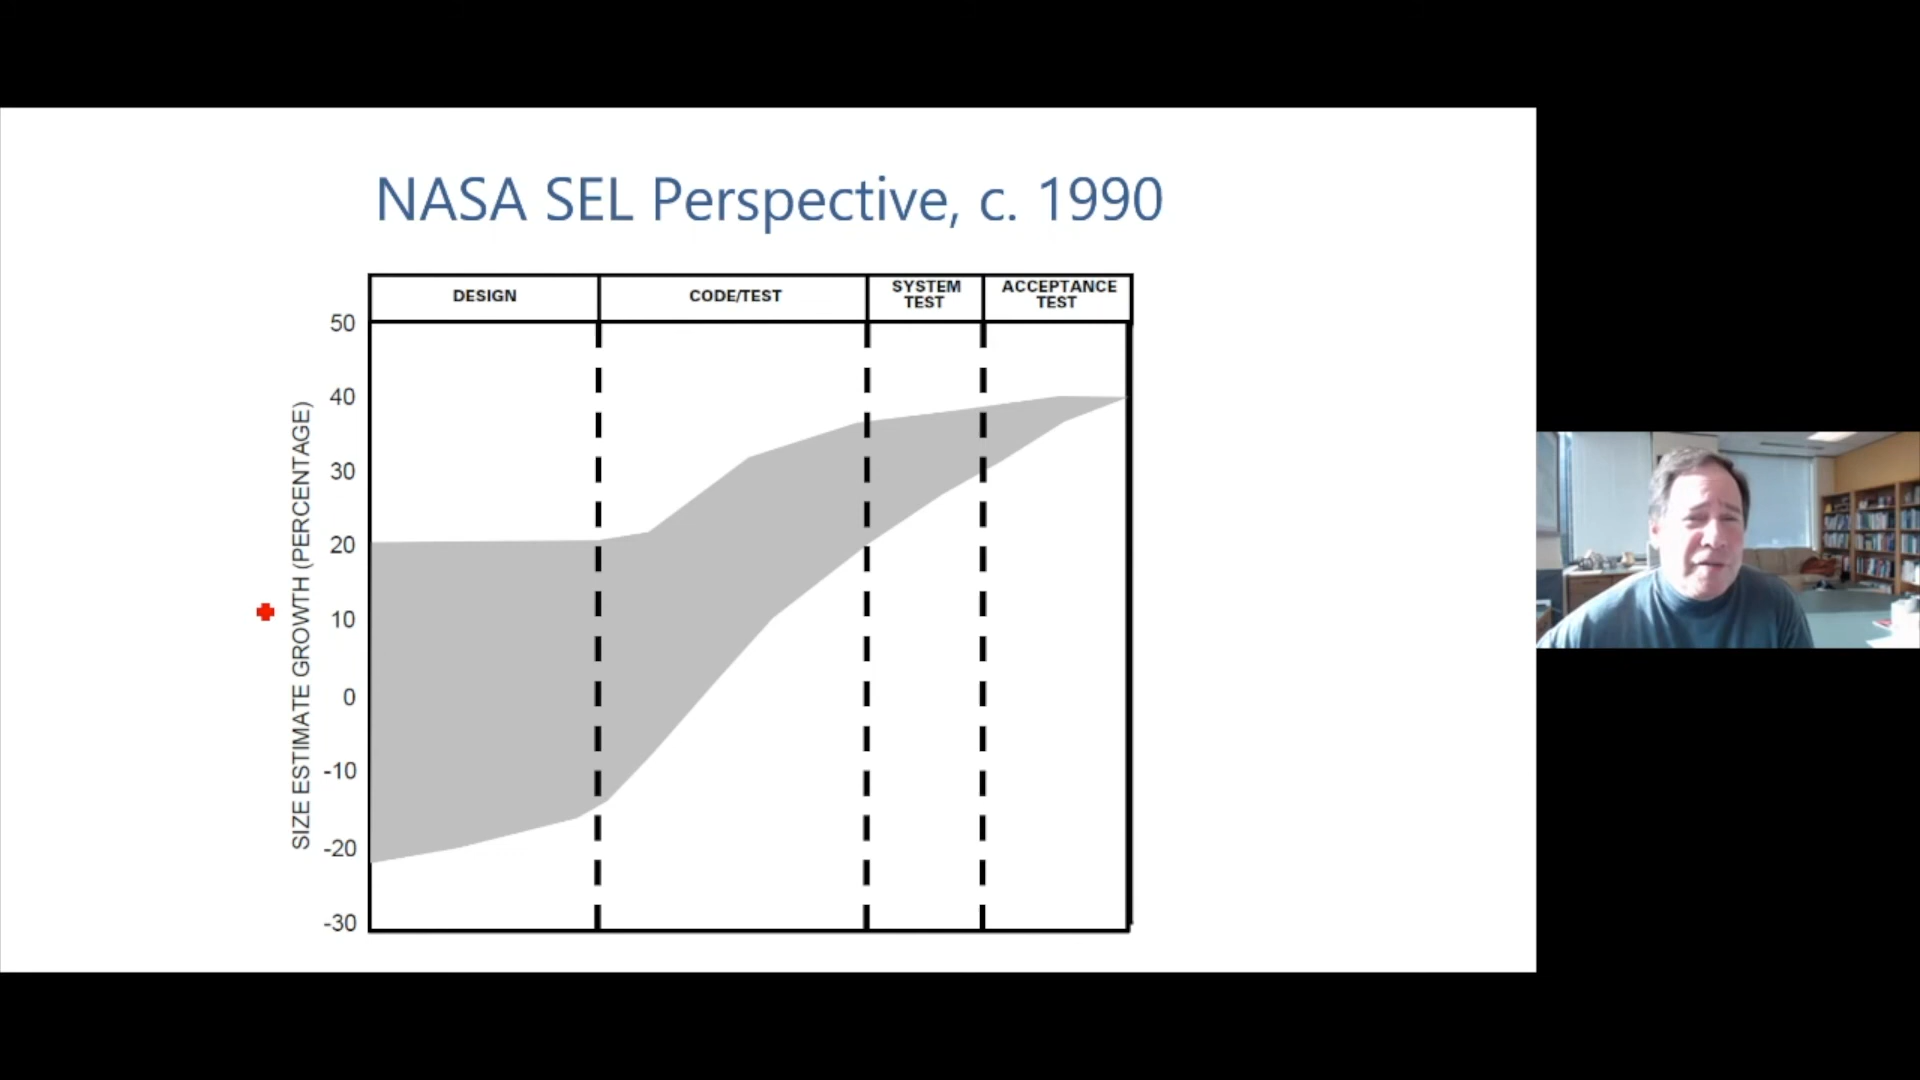 NASA SEL Perspective, c. 1990
DESIGN
CODE/TEST
SYSTEM
TEST
ACCEPTANCE
TEST
50
40
30
20
10
0
-10
-20
-30
SIZE ESTIMATE GROWTH (PERCENTAGE)